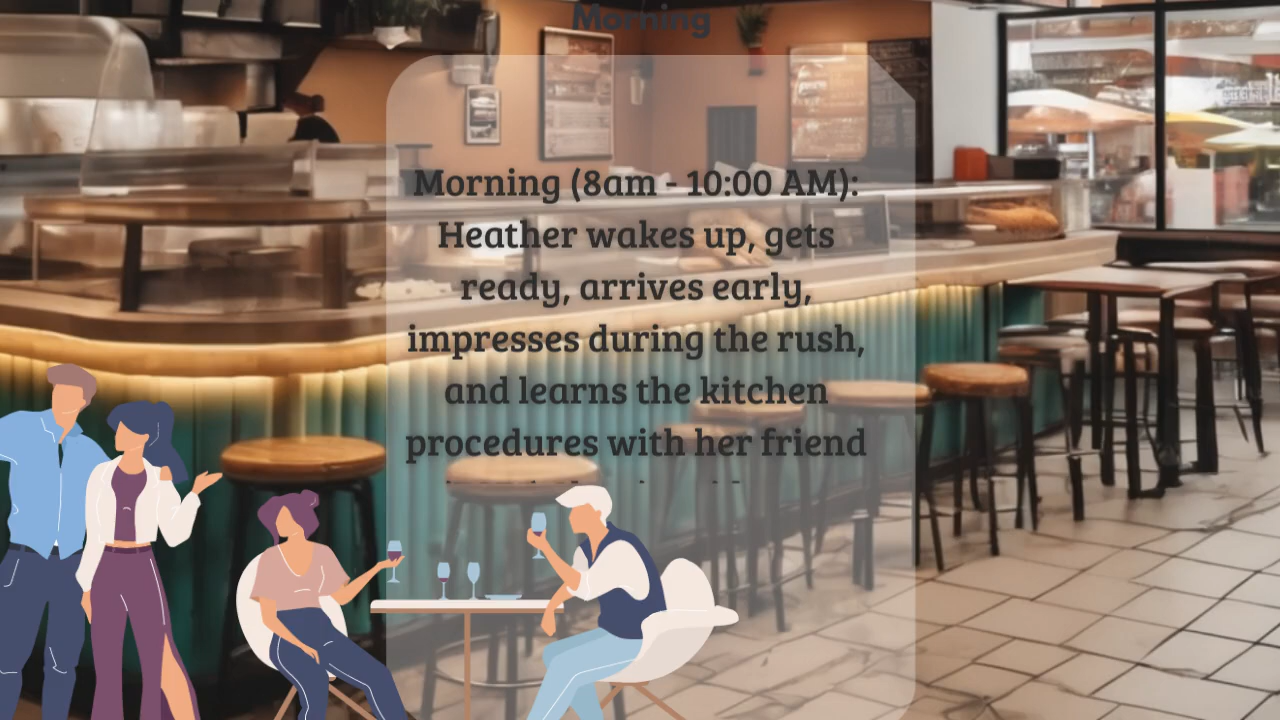 Morning
Morning (8am - 10:00 AM):
Heather wakes up, gets
ready, arrives early,
impresses during the rush,
and learns the kitchen
procedures with her friend